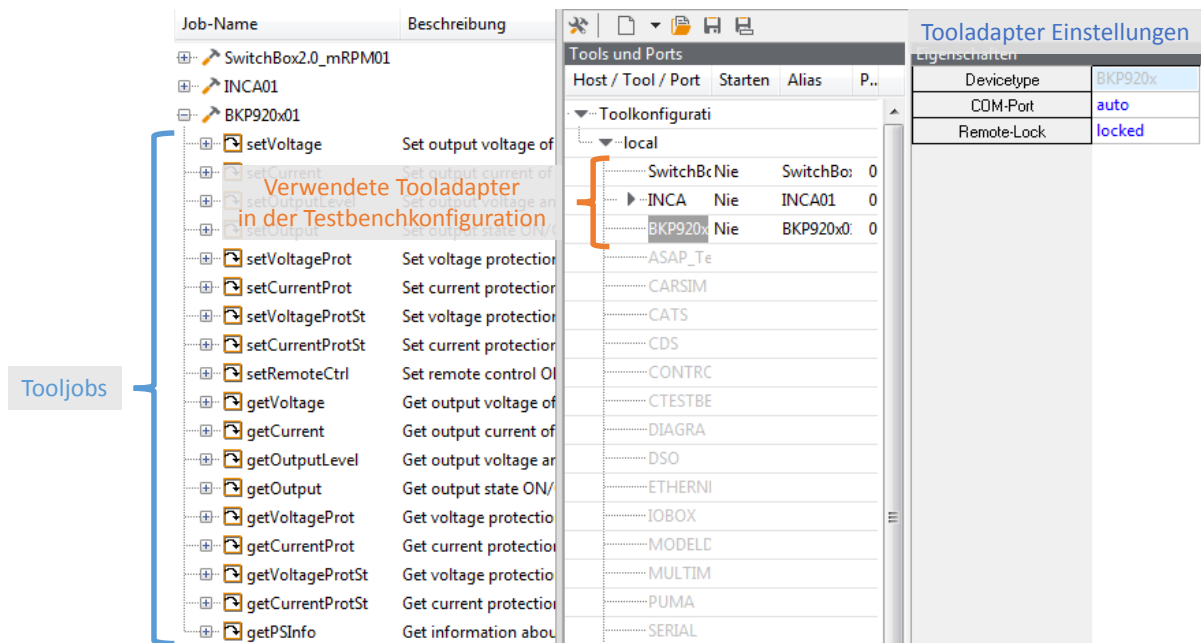 Job-Name
Beschreibung
SwitchBox2.0_mRPM01
INCA01
BKP920x01
setVoltage
Set output voltage of
setCurrent
Set output current of
setOutputLevel
Set output voltage an
setOutput
Set output state ON/
setVoltageProt
Set voltage protection
setCurrentProt
Set current protection
setVoltageProtSt
Set voltage protection
setCurrentProtSt
Set current protection
setRemoteCtrl
Set remote control
getVoltage
Get output voltage of
getCurrent
Get output current of
getOutputLevel
Get output voltage an
getOutput
Get output state ON/
getVoltageProt
Get voltage protectio
getCurrentProt
Get current protection
getVoltageProtSt
Get voltage protectio
getCurrentProtSt
Get current protection
getPSInfo
Get information abou
Tooljobs
Verwendete Tooladapter
in der Testbenchkonfiguration
Tools und Ports
Host / Tool / Port
Starten
Alias
P..
Toolkonfigurati
local
SwitchBo
Nie
SwitchBo
0
INCA
Nie
INCA01
0
BKP920x
Nie
BKP920x0
0
ASAP_Te
CARSIM
CATS
CDS
CONTRC
CTESTBE
DIAGRA
DSO
ETHERNI
IOBOX
MODELD
MULTIM
PUMA
SERIAL
Tooladapter Einstellungen
Eigenschaften
Devicetype
BKP920x
COM-Port
auto
Remote-Lock
locked